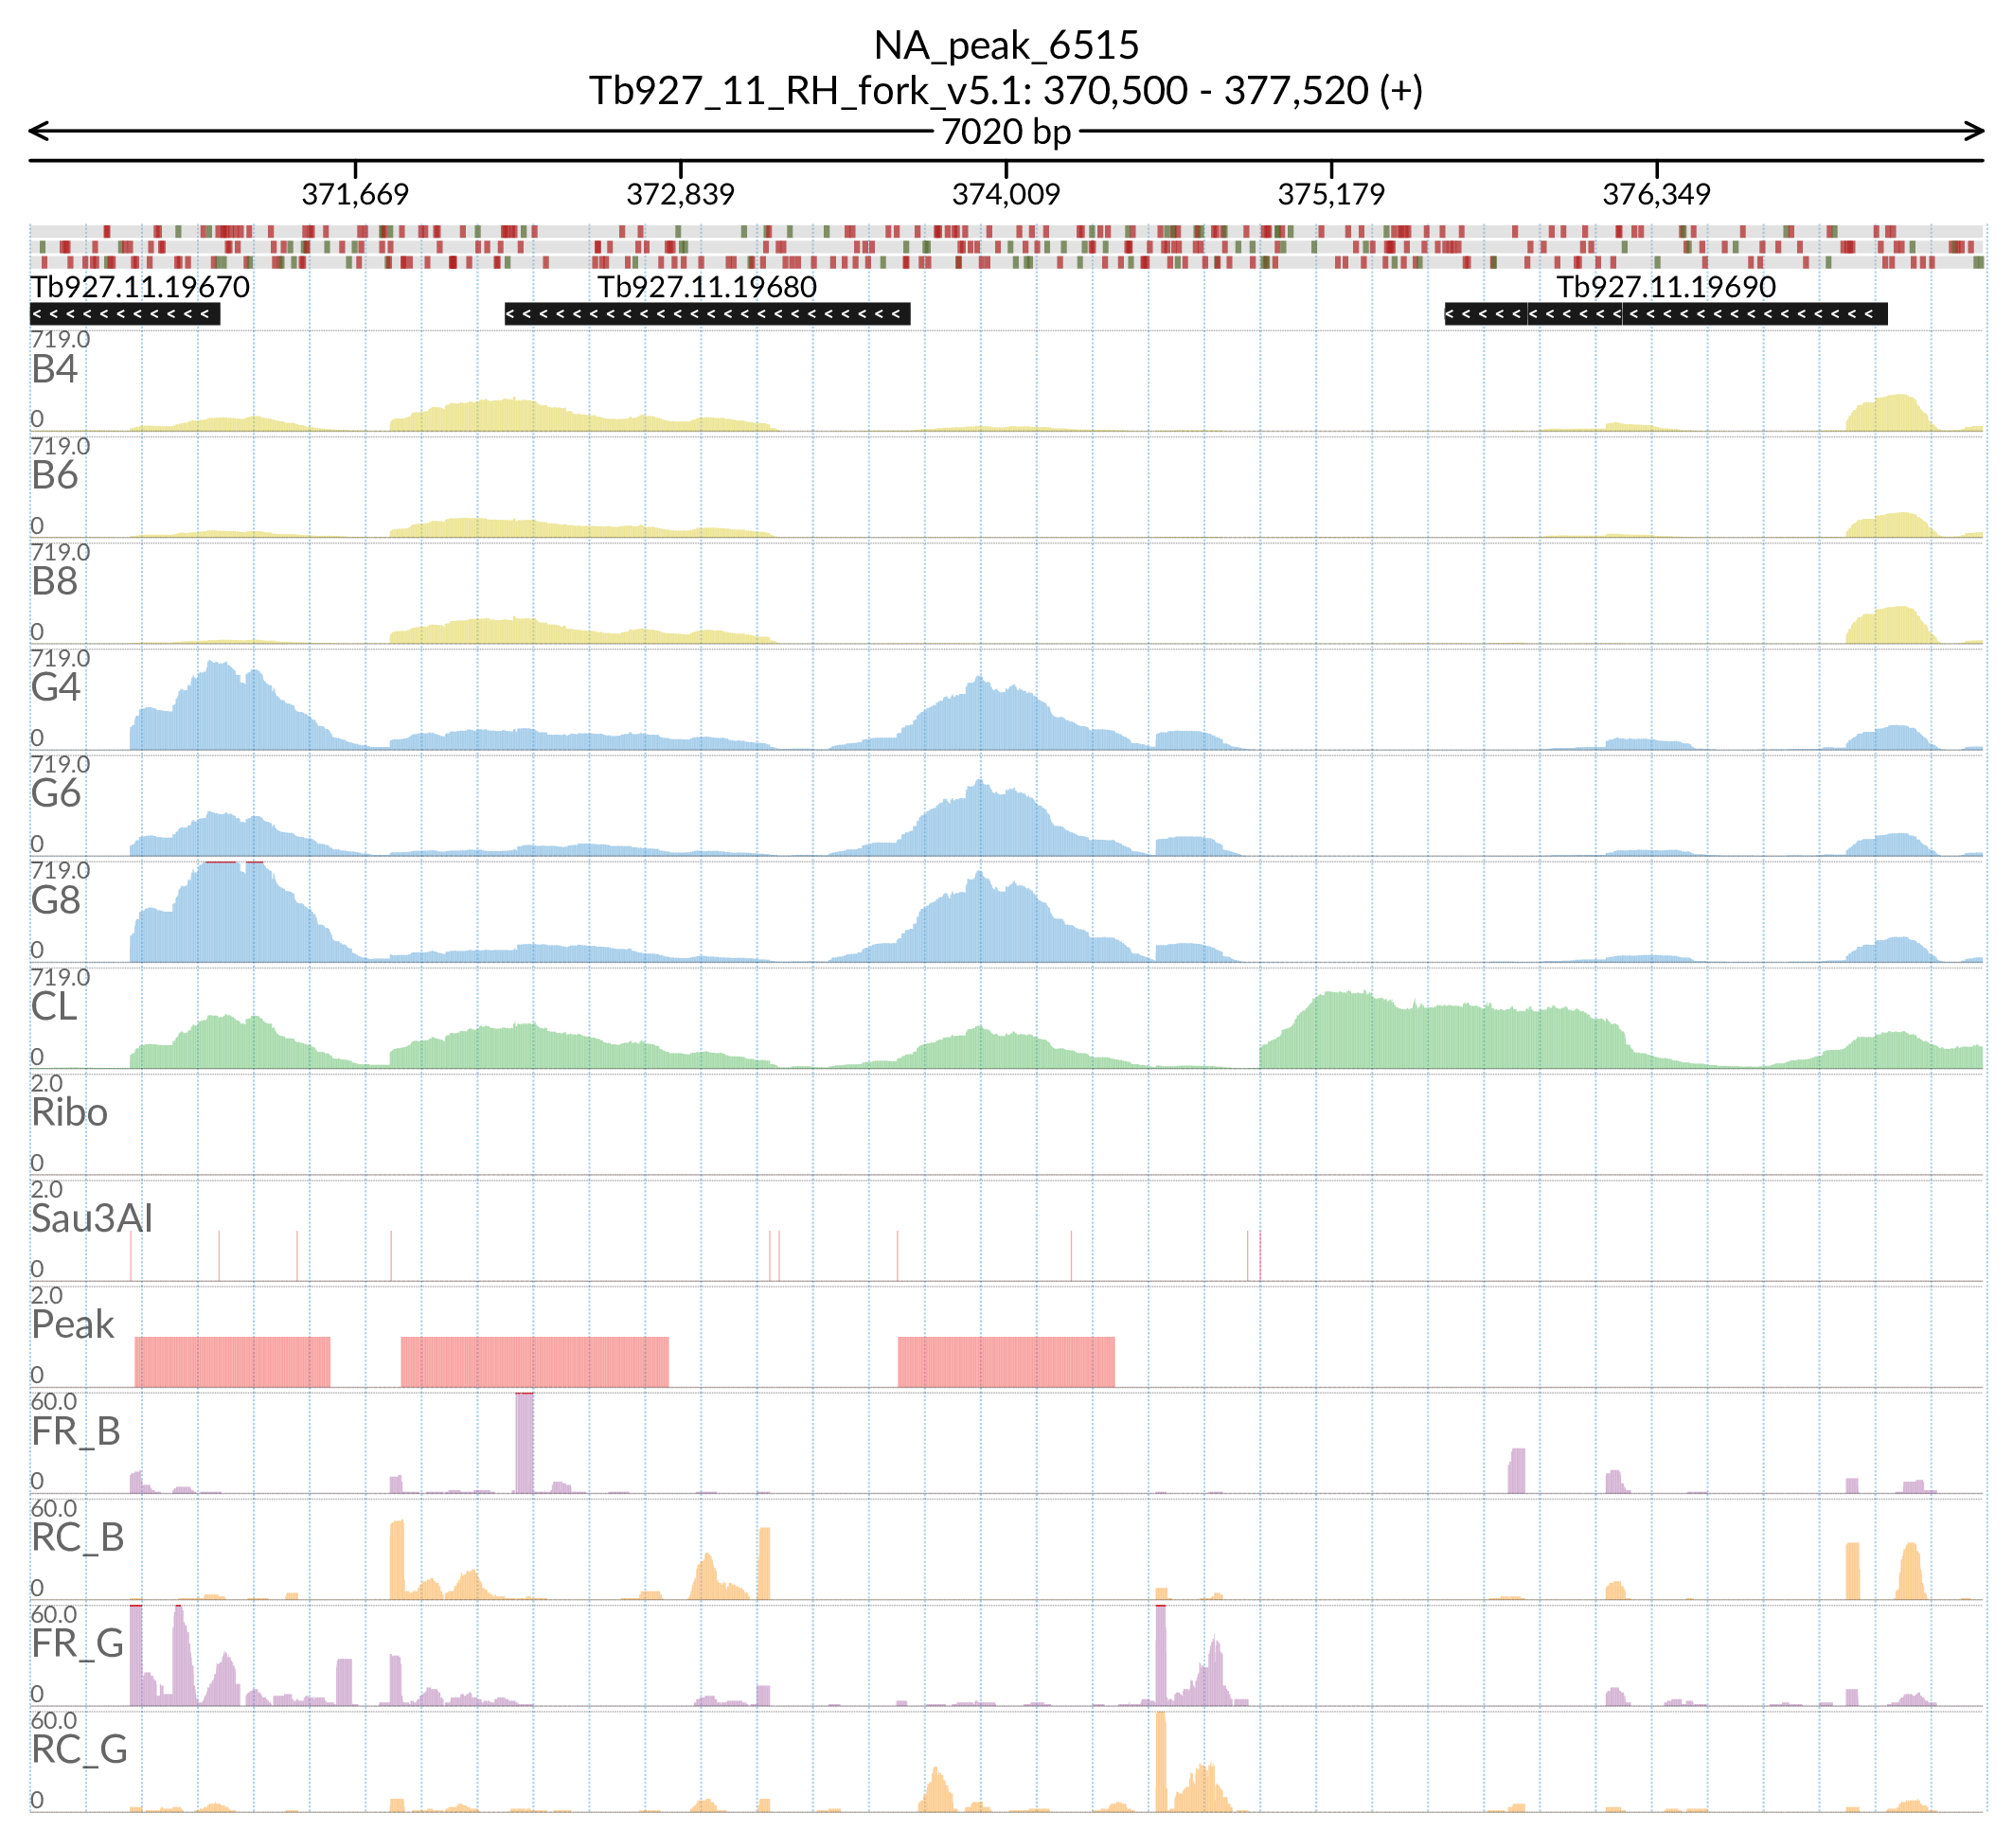 NA_peak_6515
Tb927_11_RH_fork_v5.1: 370,500 - 377,520 (+)
7020 bp
371,669 372,839 374,009 375,179 376,349
Tb927.11.19670 Tb927.11.19680 Tb927.11.19690
719.0
B4
0
719.0
B6
0
719.0
B8
0
719.0
G4
0
719.0
G6
0
719.0
G8
0
719.0
CL
0
2.0
Ribo
0
2.0
Sau3AI
0
2.0
Peak
0
60.0
FR_B
0
60.0
RC_B
0
60.0
FR_G
0
60.0
RC_G
0